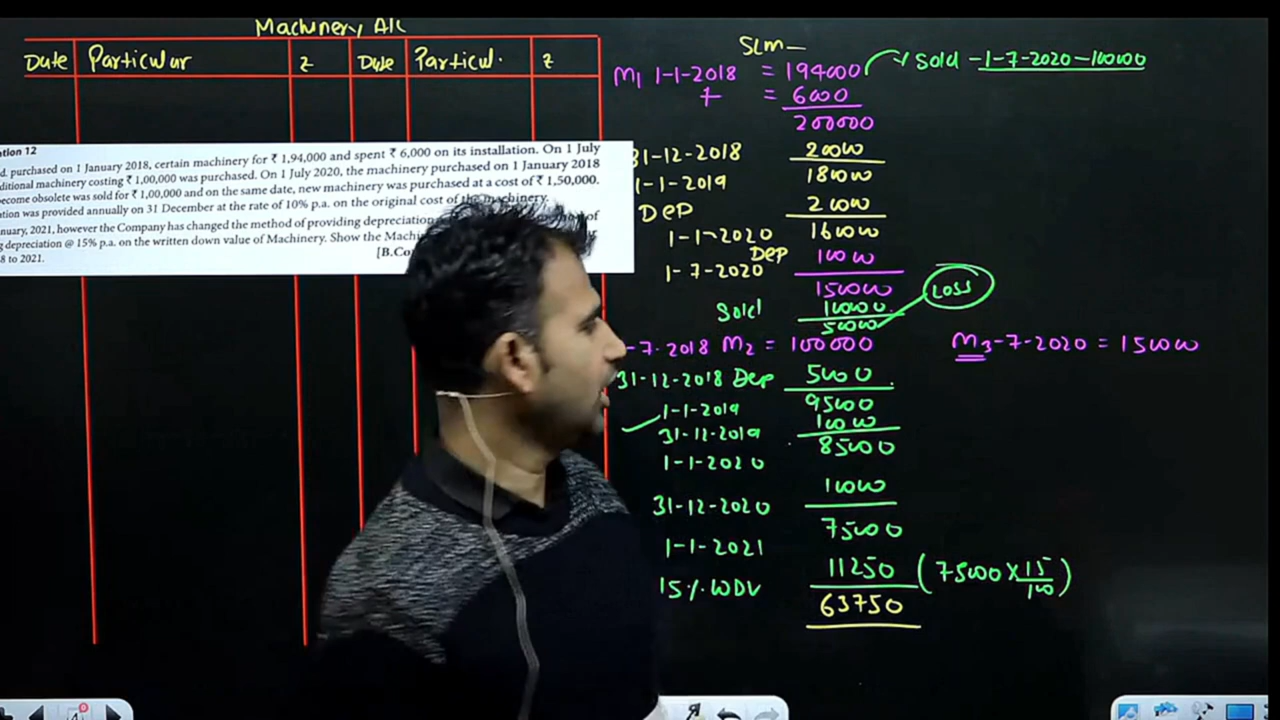 Machinery A/c
Date Particular ₹ Date Particul. ₹
tion 12
d. purchased on 1 January 2018, certain machinery for ₹ 1,94,000 and spent ₹ 6,000 on its installation. On 1 July
ditional machinery costing ₹ 1,00,000 was purchased. On 1 July 2020, the machinery purchased on 1 January 2018
ecome obsolete was sold for ₹ 1,00,000 and on the same date, new machinery was purchased at a cost of ₹ 1,50,000.
ation was provided annually on 31 December at the rate of 10% p.a. on the original cost of the machinery.
nuary, 2021, however the Company has changed the method of providing depreciation of
g depreciation @ 15% p.a. on the written down value of Machinery. Show the Machi
8 to 2021. [B.Co
SLM-
M1 1-1-2018 = 194000 → Sold - 1-7-2020-100000
+ = 6000
200000
31-12-2018 20000
1-1-2019 180000
DEP 20000
1-1-2020 160000
DEP 10000
1-7-2020 150000
Sold 100000
50000 LOSS
-7-2018 M2 = 100000
M3-7-2020 = 150000
31-12-2018 Dep 5000
1-1-2019 95000
31-12-2019 10000
1-1-2020 85000
31-12-2020 10000
1-1-2021 75000
15% WDV 11250 (75000 × 15/100)
63750